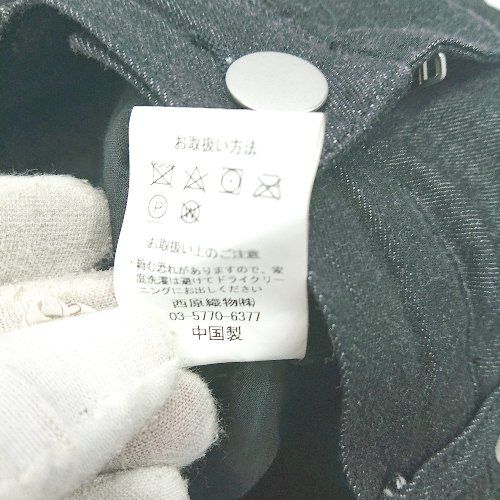 お取扱い方法
P W
お取扱い上のご注意
縮む恐れがありますので、家
庭洗濯は避けてドライクリー
ニングにお出しください
西原織物㈱
03-5770-6377
中国製